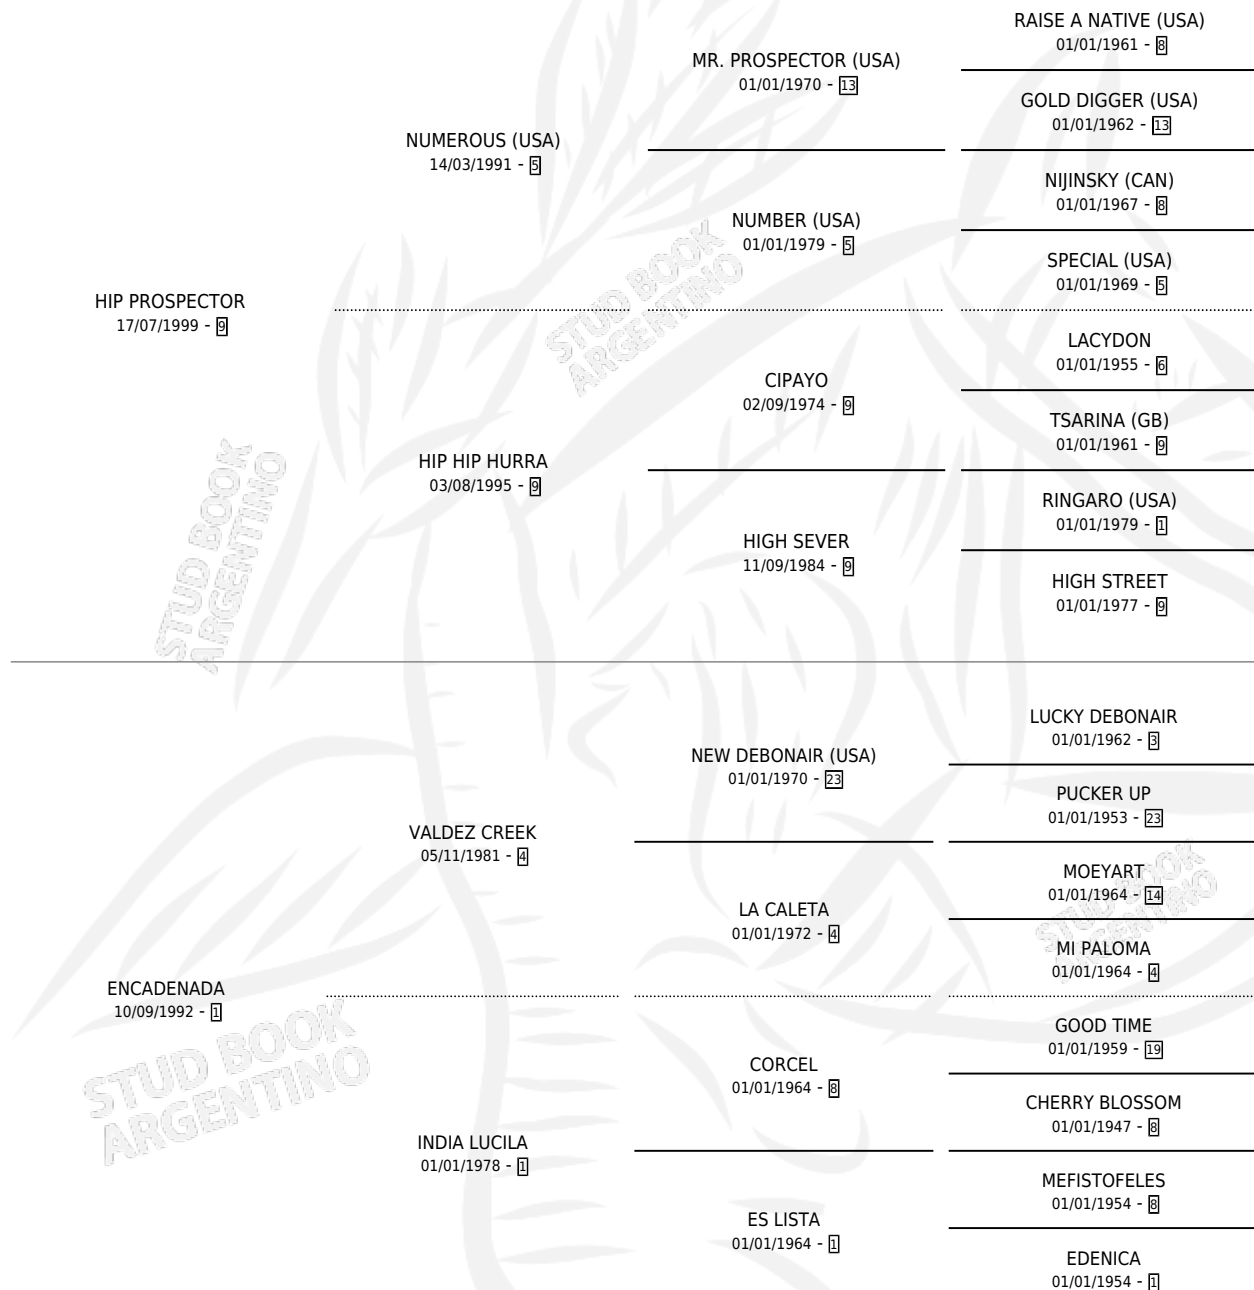 RAISE A NATIVE (USA)
01/01/1961 - 8
MR. PROSPECTOR (USA)
01/01/1970 - 13
GOLD DIGGER (USA)
01/01/1962 - 13
NUMEROUS (USA)
14/03/1991 - 5
NIJINSKY (CAN)
01/01/1967 - 8
NUMBER (USA)
01/01/1979 - 5
SPECIAL (USA)
01/01/1969 - 5
HIP PROSPECTOR
17/07/1999 - 9
LACYDON
01/01/1955 - 6
CIPAYO
02/09/1974 - 9
TSARINA (GB)
01/01/1961 - 9
HIP HIP HURRA
03/08/1995 - 9
RINGARO (USA)
01/01/1979 - 1
HIGH SEVER
11/09/1984 - 9
HIGH STREET
01/01/1977 - 9
LUCKY DEBONAIR
01/01/1962 - 3
NEW DEBONAIR (USA)
01/01/1970 - 23
PUCKER UP
01/01/1953 - 23
VALDEZ CREEK
05/11/1981 - 4
MOEYART
01/01/1964 - 14
LA CALETA
01/01/1972 - 4
MI PALOMA
01/01/1964 - 4
ENCADENADA
10/09/1992 - 1
GOOD TIME
01/01/1959 - 19
CORCEL
01/01/1964 - 8
CHERRY BLOSSOM
01/01/1947 - 8
INDIA LUCILA
01/01/1978 - 1
MEFISTOFELES
01/01/1954 - 8
ES LISTA
01/01/1964 - 1
EDENICA
01/01/1954 - 1
STUD BOOK
ARGENTINO
STUD BOOK
ARGENTINO
STUD BOOK
ARGENTINO
STUD BOOK
ARGENTINO